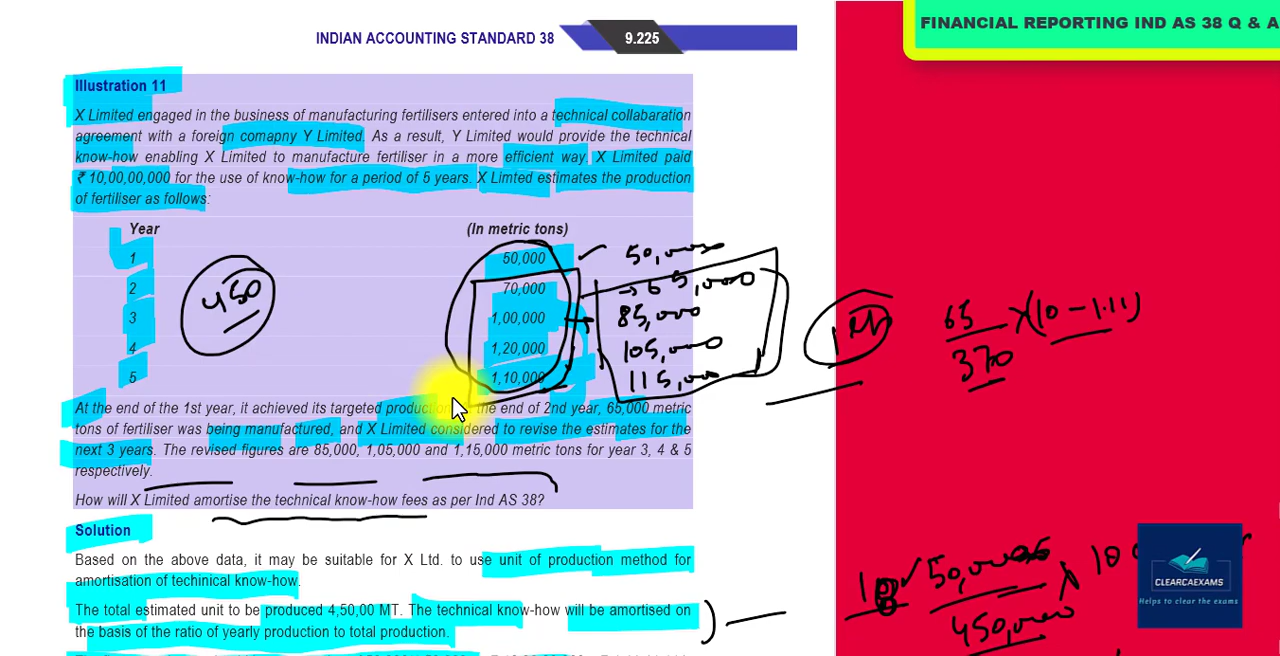 INDIAN ACCOUNTING STANDARD 38
9.225
FINANCIAL REPORTING IND AS 38 Q & A
Illustration 11
X Limited engaged in the business of manufacturing fertilisers entered into a technical collabaration
agreement with a foreign comapny Y Limited. As a result, Y Limited would provide the technical
know-how enabling X Limited to manufacture fertiliser in a more efficient way. X Limited paid
₹ 10,00,00,000 for the use of know-how for a period of 5 years. X Limted estimates the production
of fertiliser as follows:
Year (In metric tons)
1 50,000 50,000
2 70,000 → 65,000
3 1,00,000 85,000
4 1,20,000 105,000
5 1,10,000 115,000
450
65 × (10 - 1.11)
370
At the end of the 1st year, it achieved its targeted production the end of 2nd year, 65,000 metric
tons of fertiliser was being manufactured, and X Limited considered to revise the estimates for the
next 3 years. The revised figures are 85,000, 1,05,000 and 1,15,000 metric tons for year 3, 4 & 5
respectively.
How will X Limited amortise the technical know-how fees as per Ind AS 38?
Solution
Based on the above data, it may be suitable for X Ltd. to use unit of production method for
amortisation of techinical know-how.
The total estimated unit to be produced 4,50,00 MT. The technical know-how will be amortised on
the basis of the ratio of yearly production to total production.
50,000 × 10
450,000
CLEARCAEXAMS
Helps to clear the exams